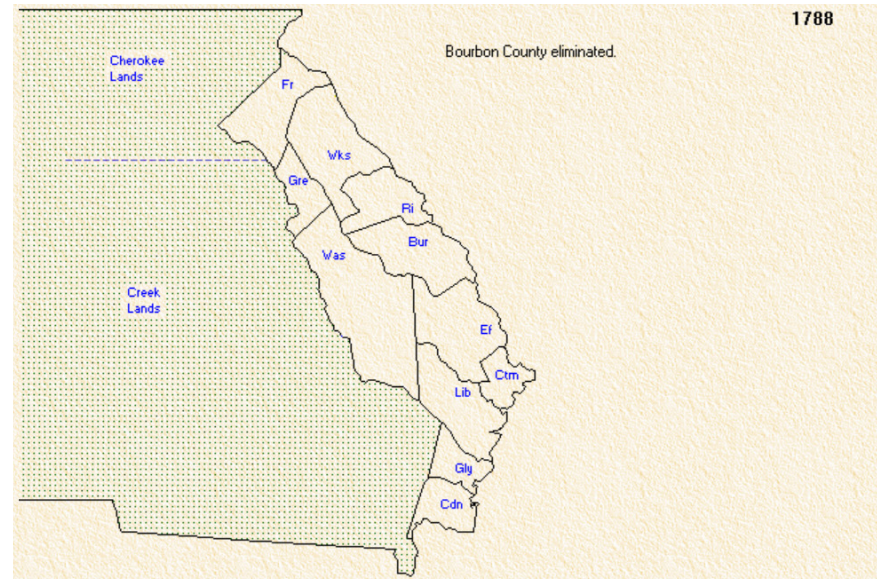 1788
Bourbon County eliminated.
Cherokee
Lands
Fr
Wks
Gre
Ri
Bur
Was
Creek
Lands
Ef
Ctm
Lib
Gly
Cdn